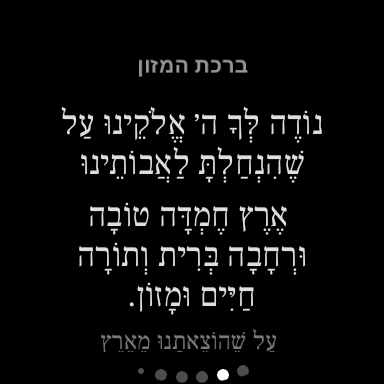 ברכת המזון
נוֹדֶה לְּךָ ה׳ אֱלֹקֵינוּ עַל
שֶׁהִנְחַלְתָּ לַאֲבוֹתֵינוּ
אֶרֶץ חֶמְדָּה טוֹבָה
וּרְחָבָה בְּרִית וְתוֹרָה
חַיִּים וּמָזוֹן.
עַל שֶׁהוֹצֵאתַנוּ מֵאֶרֶץ